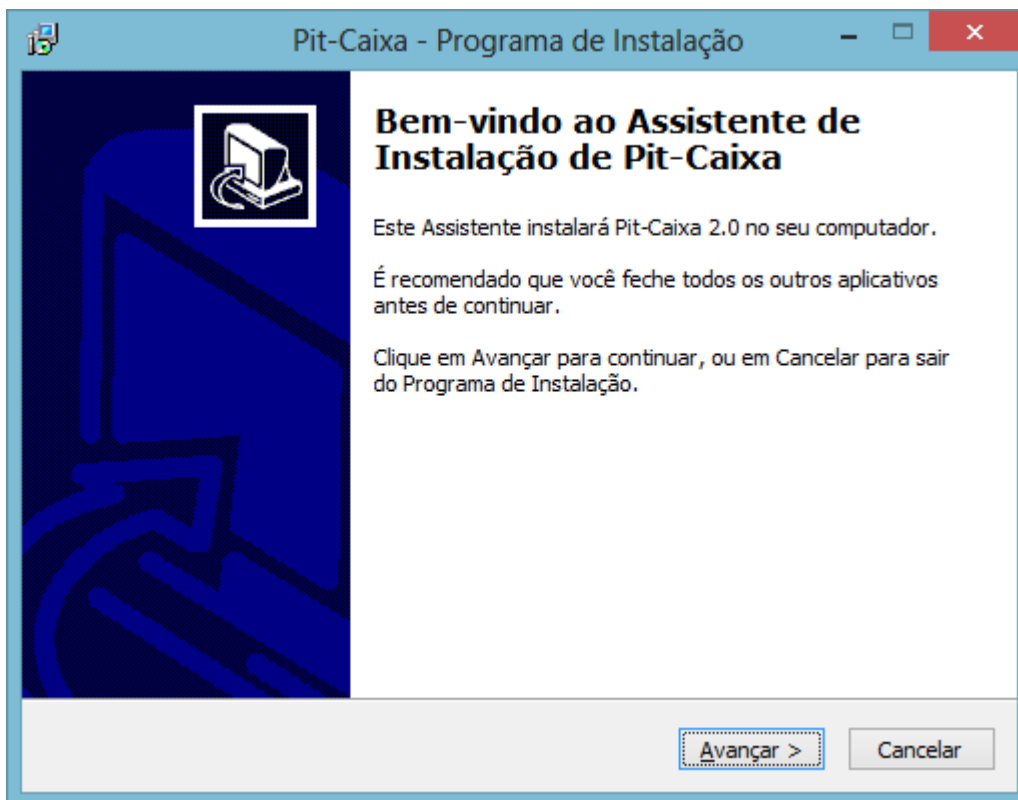 Pit-Caixa - Programa de Instalação
Bem-vindo ao Assistente de
Instalação de Pit-Caixa
Este Assistente instalará Pit-Caixa 2.0 no seu computador.
É recomendado que você feche todos os outros aplicativos
antes de continuar.
Clique em Avançar para continuar, ou em Cancelar para sair
do Programa de Instalação.
Avançar >
Cancelar